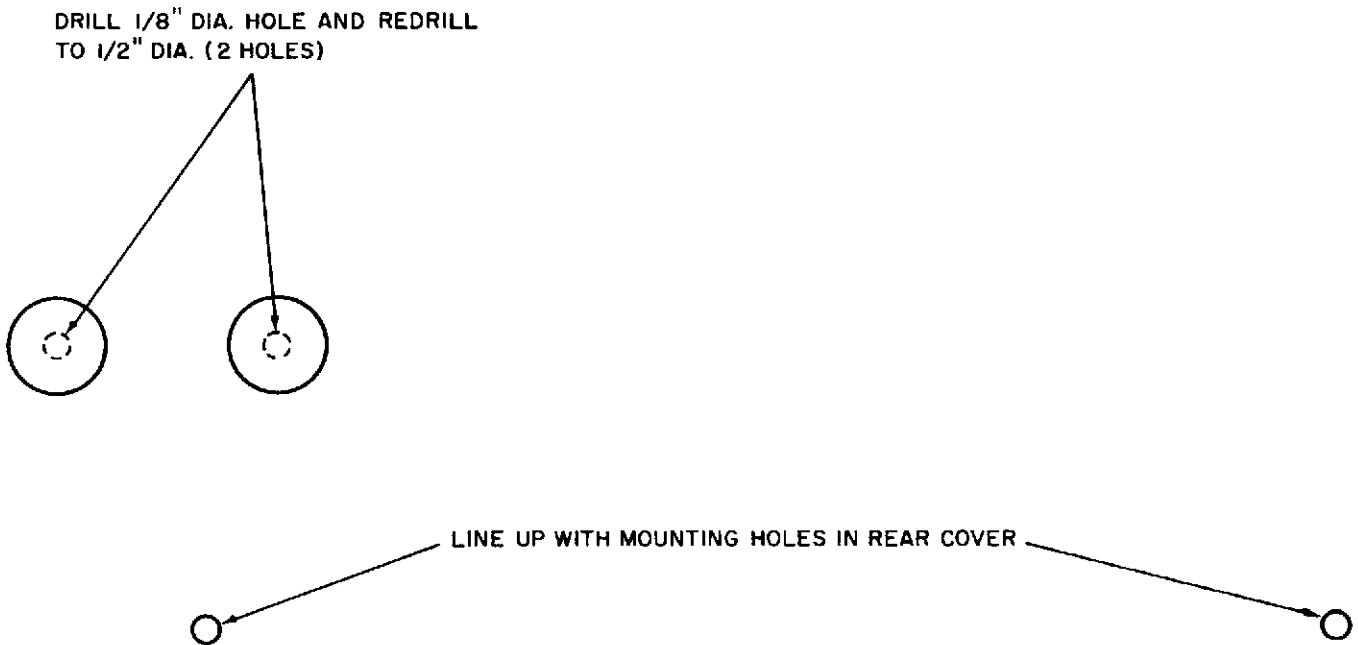 DRILL 1/8" DIA. HOLE AND REDRILL
TO 1/2" DIA. (2 HOLES)
LINE UP WITH MOUNTING HOLES IN REAR COVER